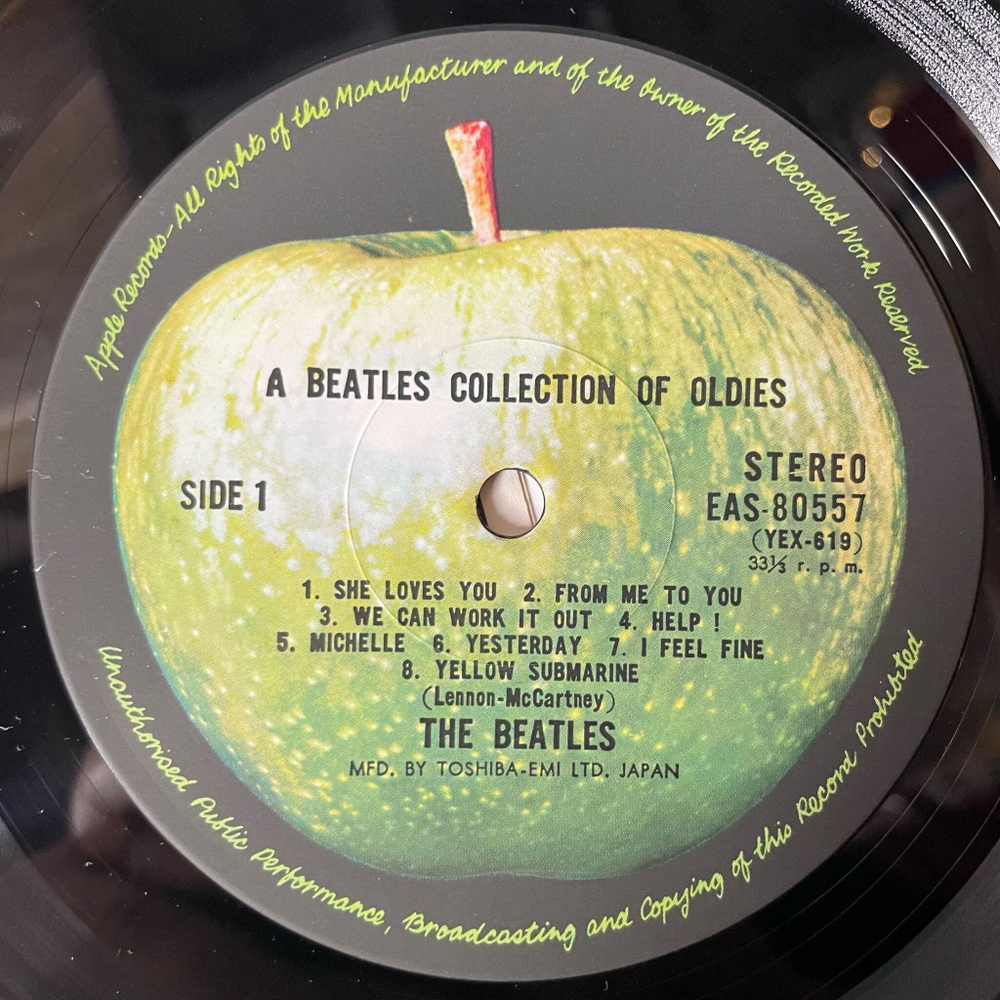 Apple Records-All Rights of the Manufacturer and of the Owner of the Recorded Work Reserved
A BEATLES COLLECTION OF OLDIES
SIDE 1
STEREO
EAS-80557
(YEX-619)
33⅓ r. p. m.
1. SHE LOVES YOU 2. FROM ME TO YOU
3. WE CAN WORK IT OUT 4. HELP !
5. MICHELLE 6. YESTERDAY 7. I FEEL FINE
8. YELLOW SUBMARINE
(Lennon-McCartney)
THE BEATLES
MFD. BY TOSHIBA-EMI LTD. JAPAN
Unauthorised Public Performance, Broadcasting and Copying of this Record Prohibited